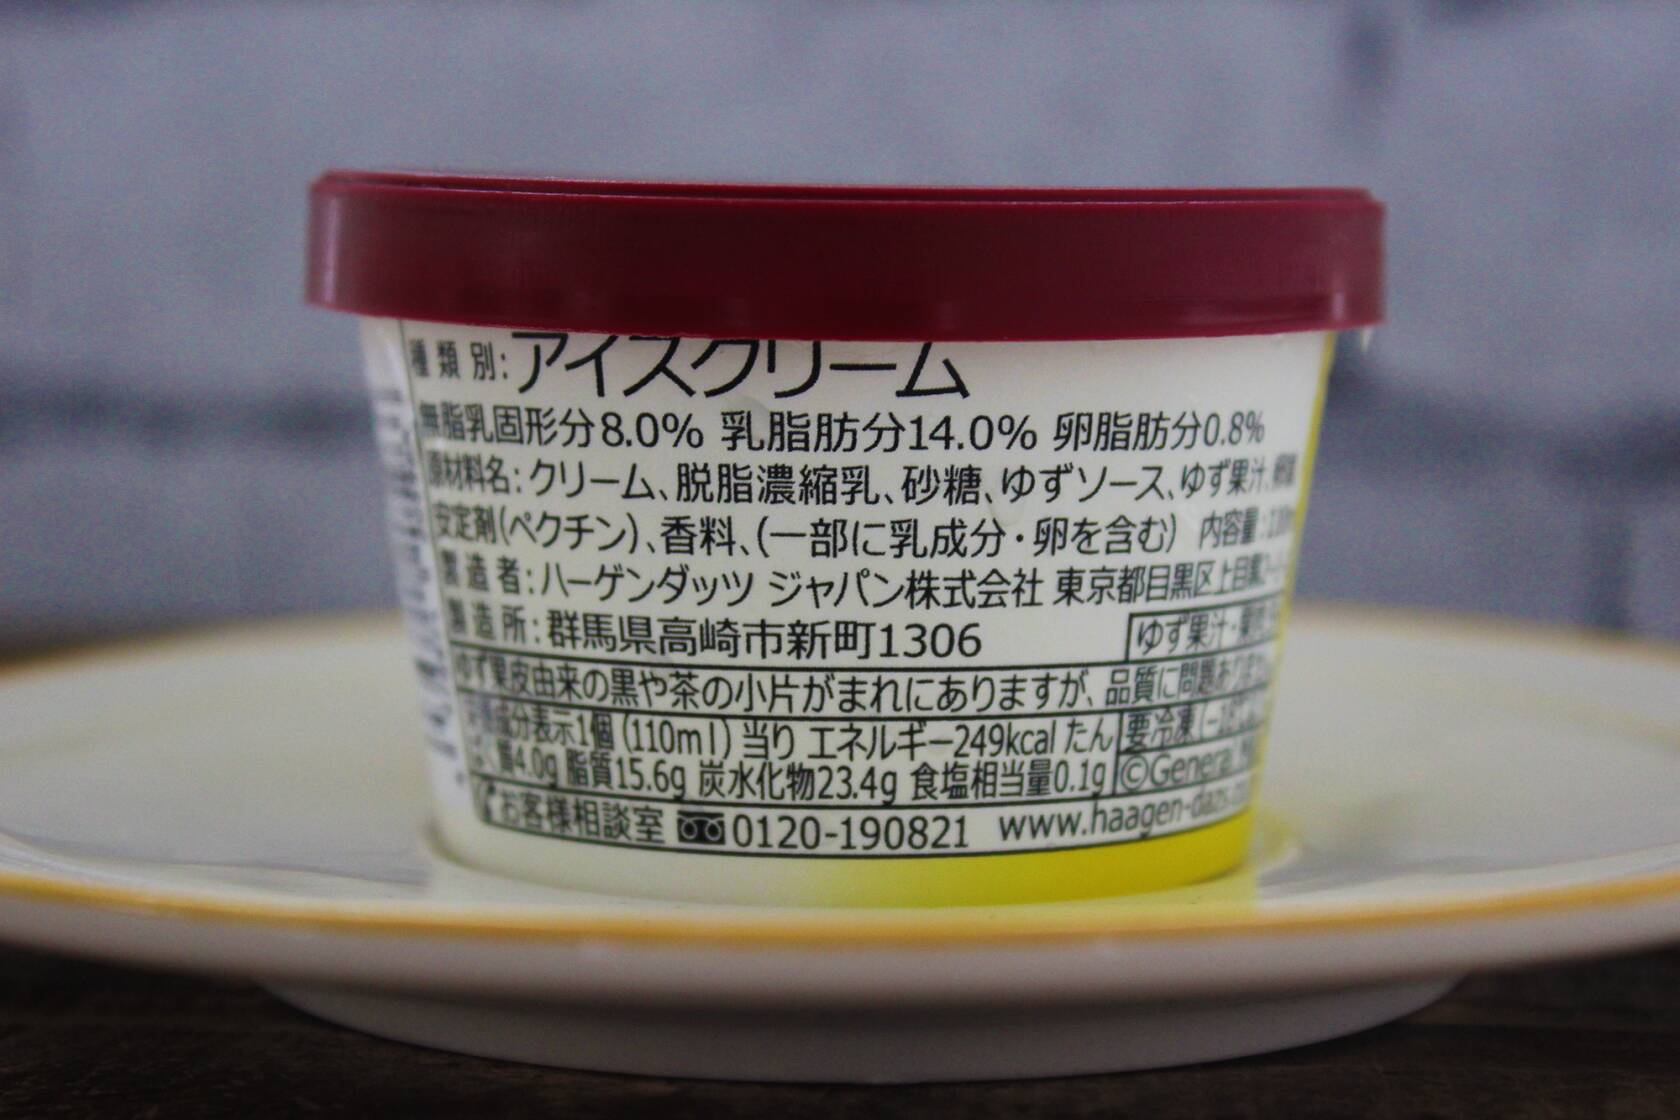 種類別:アイスクリーム
無脂乳固形分8.0% 乳脂肪分14.0% 卵脂肪分0.8%
原材料名:クリーム、脱脂濃縮乳、砂糖、ゆずソース、ゆず果汁、
安定剤(ペクチン)、香料、(一部に乳成分・卵を含む) 内容量:
製造者:ハーゲンダッツ ジャパン株式会社 東京都目黒区上目黒
製造所:群馬県高崎市新町1306 ゆず果汁・
ゆず果皮由来の黒や茶の小片がまれにありますが、品質に問題ありま
成分表示1個(110ml)当り エネルギー249kcal たん 要冷凍
質4.0g 脂質15.6g 炭水化物23.4g 食塩相当量0.1g ©General
お客様相談室 0120-190821 www.haagen-dazs